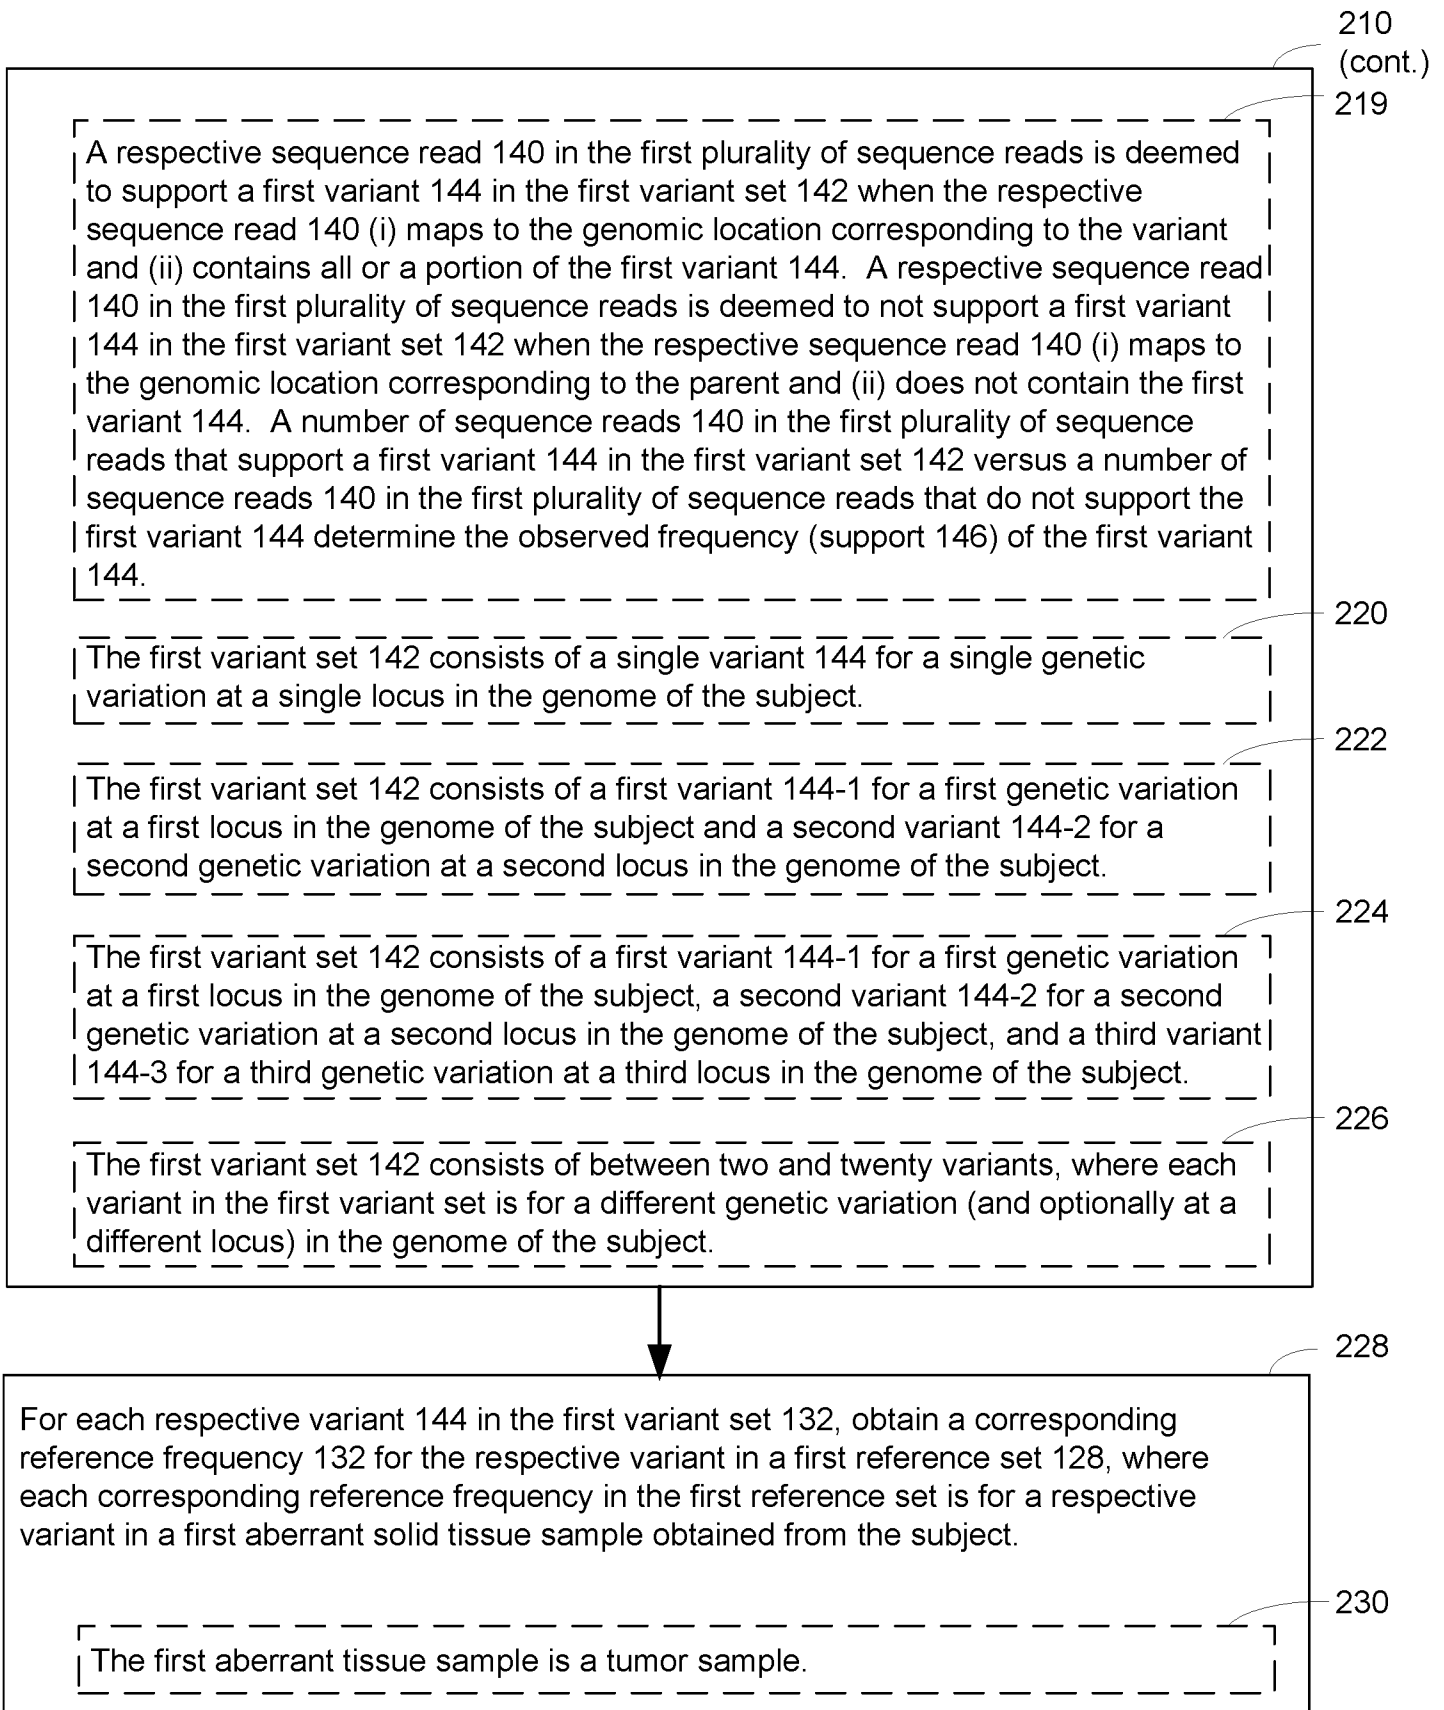 210
(cont.)
219
A respective sequence read 140 in the first plurality of sequence reads is deemed
to support a first variant 144 in the first variant set 142 when the respective
sequence read 140 (i) maps to the genomic location corresponding to the variant
and (ii) contains all or a portion of the first variant 144.  A respective sequence read
140 in the first plurality of sequence reads is deemed to not support a first variant
144 in the first variant set 142 when the respective sequence read 140 (i) maps to
the genomic location corresponding to the parent and (ii) does not contain the first
variant 144.  A number of sequence reads 140 in the first plurality of sequence
reads that support a first variant 144 in the first variant set 142 versus a number of
sequence reads 140 in the first plurality of sequence reads that do not support the
first variant 144 determine the observed frequency (support 146) of the first variant
144.
220
The first variant set 142 consists of a single variant 144 for a single genetic
variation at a single locus in the genome of the subject.
222
The first variant set 142 consists of a first variant 144-1 for a first genetic variation
at a first locus in the genome of the subject and a second variant 144-2 for a
second genetic variation at a second locus in the genome of the subject.
224
The first variant set 142 consists of a first variant 144-1 for a first genetic variation
at a first locus in the genome of the subject, a second variant 144-2 for a second
genetic variation at a second locus in the genome of the subject, and a third variant
144-3 for a third genetic variation at a third locus in the genome of the subject.
226
The first variant set 142 consists of between two and twenty variants, where each
variant in the first variant set is for a different genetic variation (and optionally at a
different locus) in the genome of the subject.
228
For each respective variant 144 in the first variant set 132, obtain a corresponding
reference frequency 132 for the respective variant in a first reference set 128, where
each corresponding reference frequency in the first reference set is for a respective
variant in a first aberrant solid tissue sample obtained from the subject.
230
The first aberrant tissue sample is a tumor sample.